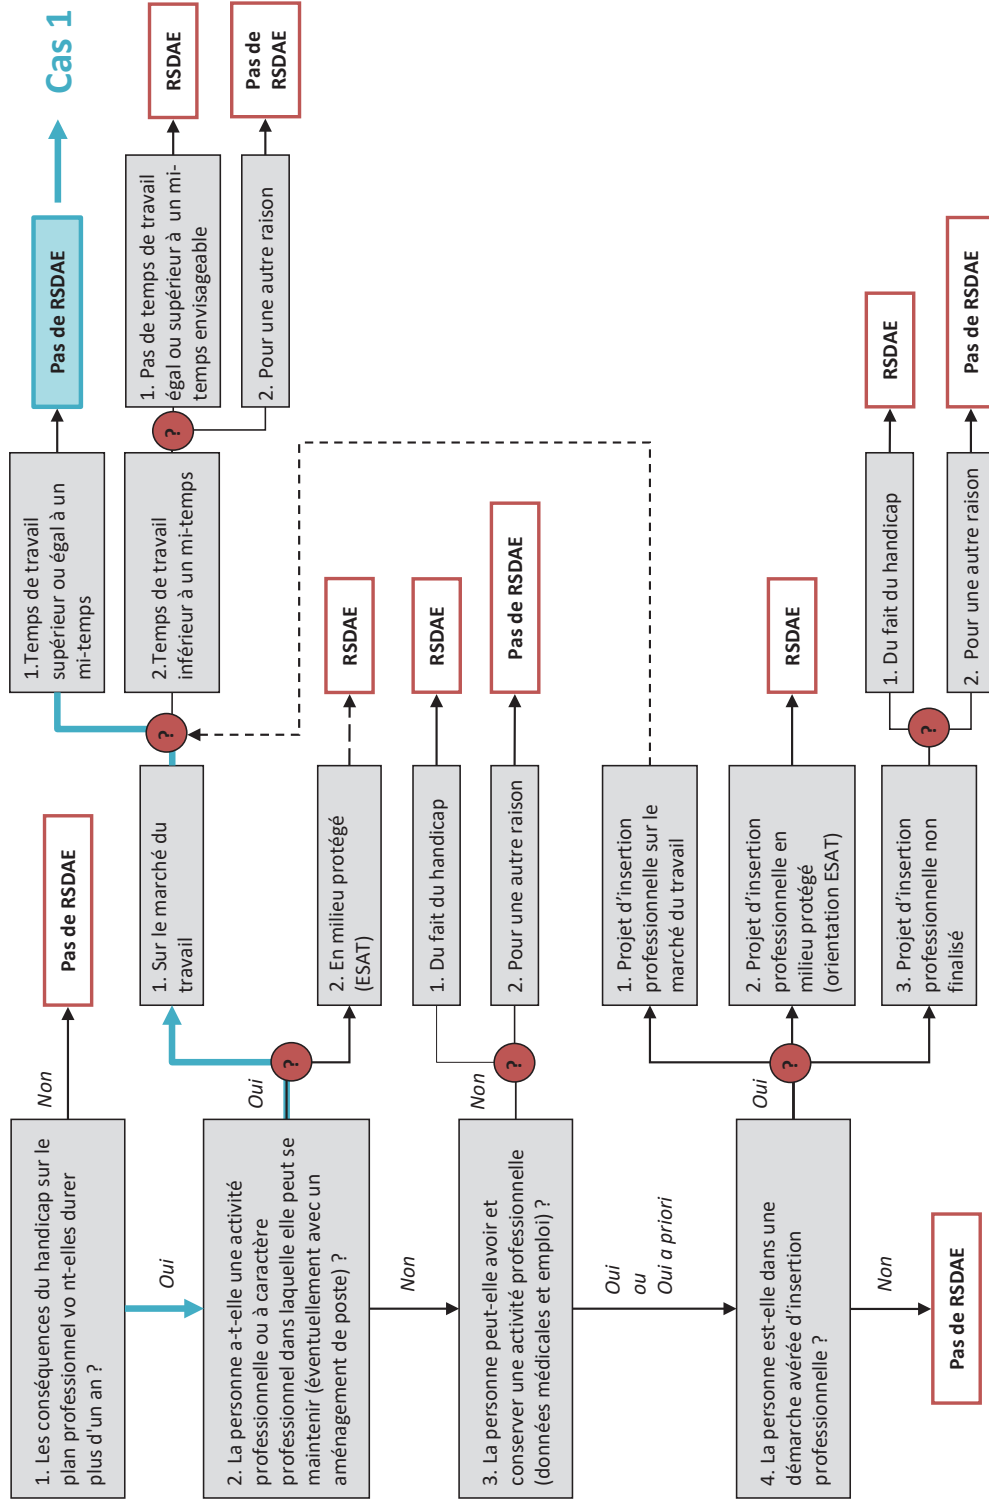 1. Les conséquences du handicap sur le
plan professionnel vo nt-elles durer
plus d'un an ?
Non
Pas de RSDAE
Oui
2. La personne a-t-elle une activité
professionnelle ou à caractère
professionnel dans laquelle elle peut se
maintenir (éventuellement avec un
aménagement de poste) ?
Oui
?
1. Sur le marché du
travail
?
1.Temps de travail
supérieur ou égal à un
mi-temps
Pas de RSDAE
Cas 1
2.Temps de travail
inférieur à un mi-temps
?
1. Pas de temps de travail
égal ou supérieur à un mi-
temps envisageable
RSDAE
2. Pour une autre raison
Pas de
RSDAE
2. En milieu protégé
(ESAT)
RSDAE
Non
3. La personne peut-elle avoir et
conserver une activité professionnelle
(données médicales et emploi) ?
Non
?
1. Du fait du handicap
RSDAE
2. Pour une autre raison
Pas de RSDAE
Oui
ou
Oui a priori
4. La personne est-elle dans une
démarche avérée d'insertion
professionnelle ?
Oui
?
1. Projet d'insertion
professionnelle sur le
marché du travail
2. Projet d'insertion
professionnelle en
milieu protégé
(orientation ESAT)
RSDAE
3. Projet d'insertion
professionnelle non
finalisé
?
1. Du fait du handicap
RSDAE
2. Pour une autre raison
Pas de RSDAE
Non
Pas de RSDAE